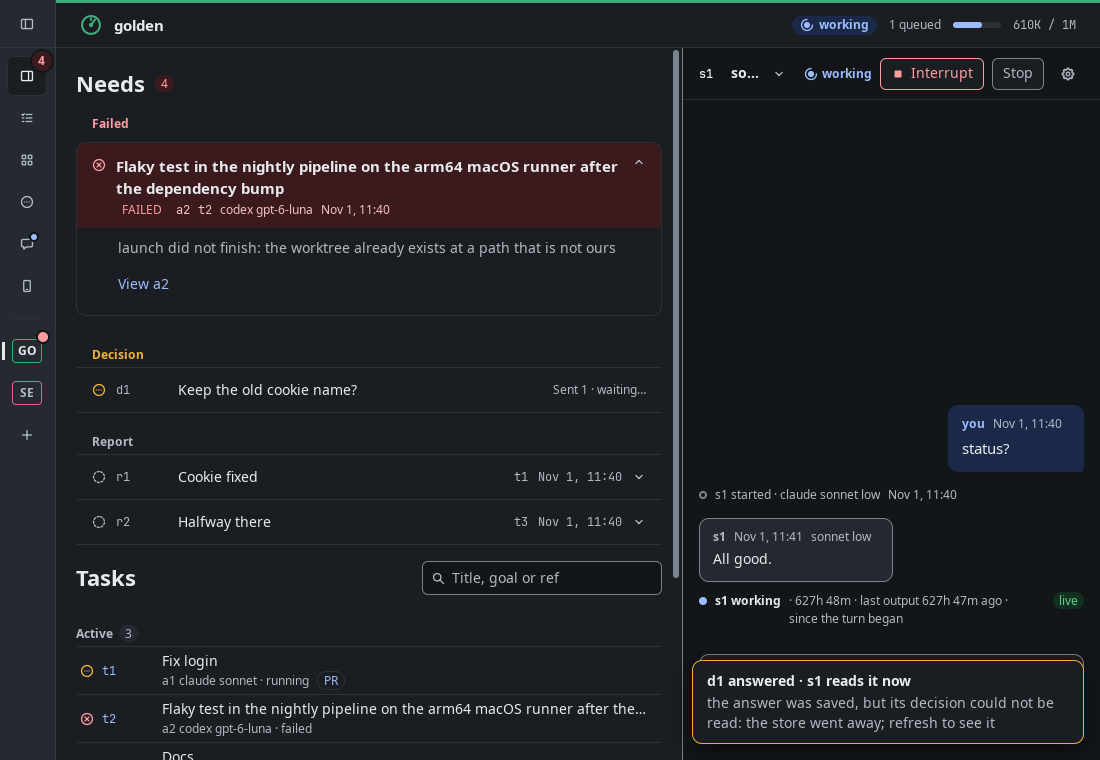 golden
working
1 queued
610K / 1M
4
GO
SE
Needs 4
Failed
Flaky test in the nightly pipeline on the arm64 macOS runner after
the dependency bump
FAILED a2 t2 codex gpt-6-luna Nov 1, 11:40
launch did not finish: the worktree already exists at a path that is not ours
View a2
Decision
d1 Keep the old cookie name? Sent 1 · waiting…
Report
r1 Cookie fixed t1 Nov 1, 11:40
r2 Halfway there t3 Nov 1, 11:40
Tasks
Title, goal or ref
Active 3
t1 Fix login
a1 claude sonnet · running PR
t2 Flaky test in the nightly pipeline on the arm64 macOS runner after the…
a2 codex gpt-6-luna · failed
Docs
s1 so… working Interrupt Stop
you Nov 1, 11:40
status?
s1 started · claude sonnet low Nov 1, 11:40
s1 Nov 1, 11:41 sonnet low
All good.
s1 working · 627h 48m · last output 627h 47m ago · live
since the turn began
d1 answered · s1 reads it now
the answer was saved, but its decision could not be
read: the store went away; refresh to see it